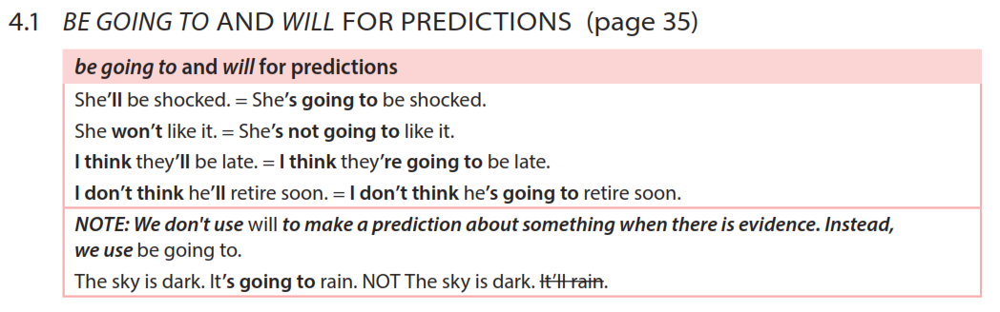 4.1 BE GOING TO AND WILL FOR PREDICTIONS (page 35)
be going to and will for predictions
She'll be shocked. = She's going to be shocked.
She won't like it. = She's not going to like it.
I think they'll be late. = I think they're going to be late.
I don't think he'll retire soon. = I don't think he's going to retire soon.
NOTE: We don't use will to make a prediction about something when there is evidence. Instead,
we use be going to.
The sky is dark. It's going to rain. NOT The sky is dark. It'll rain.